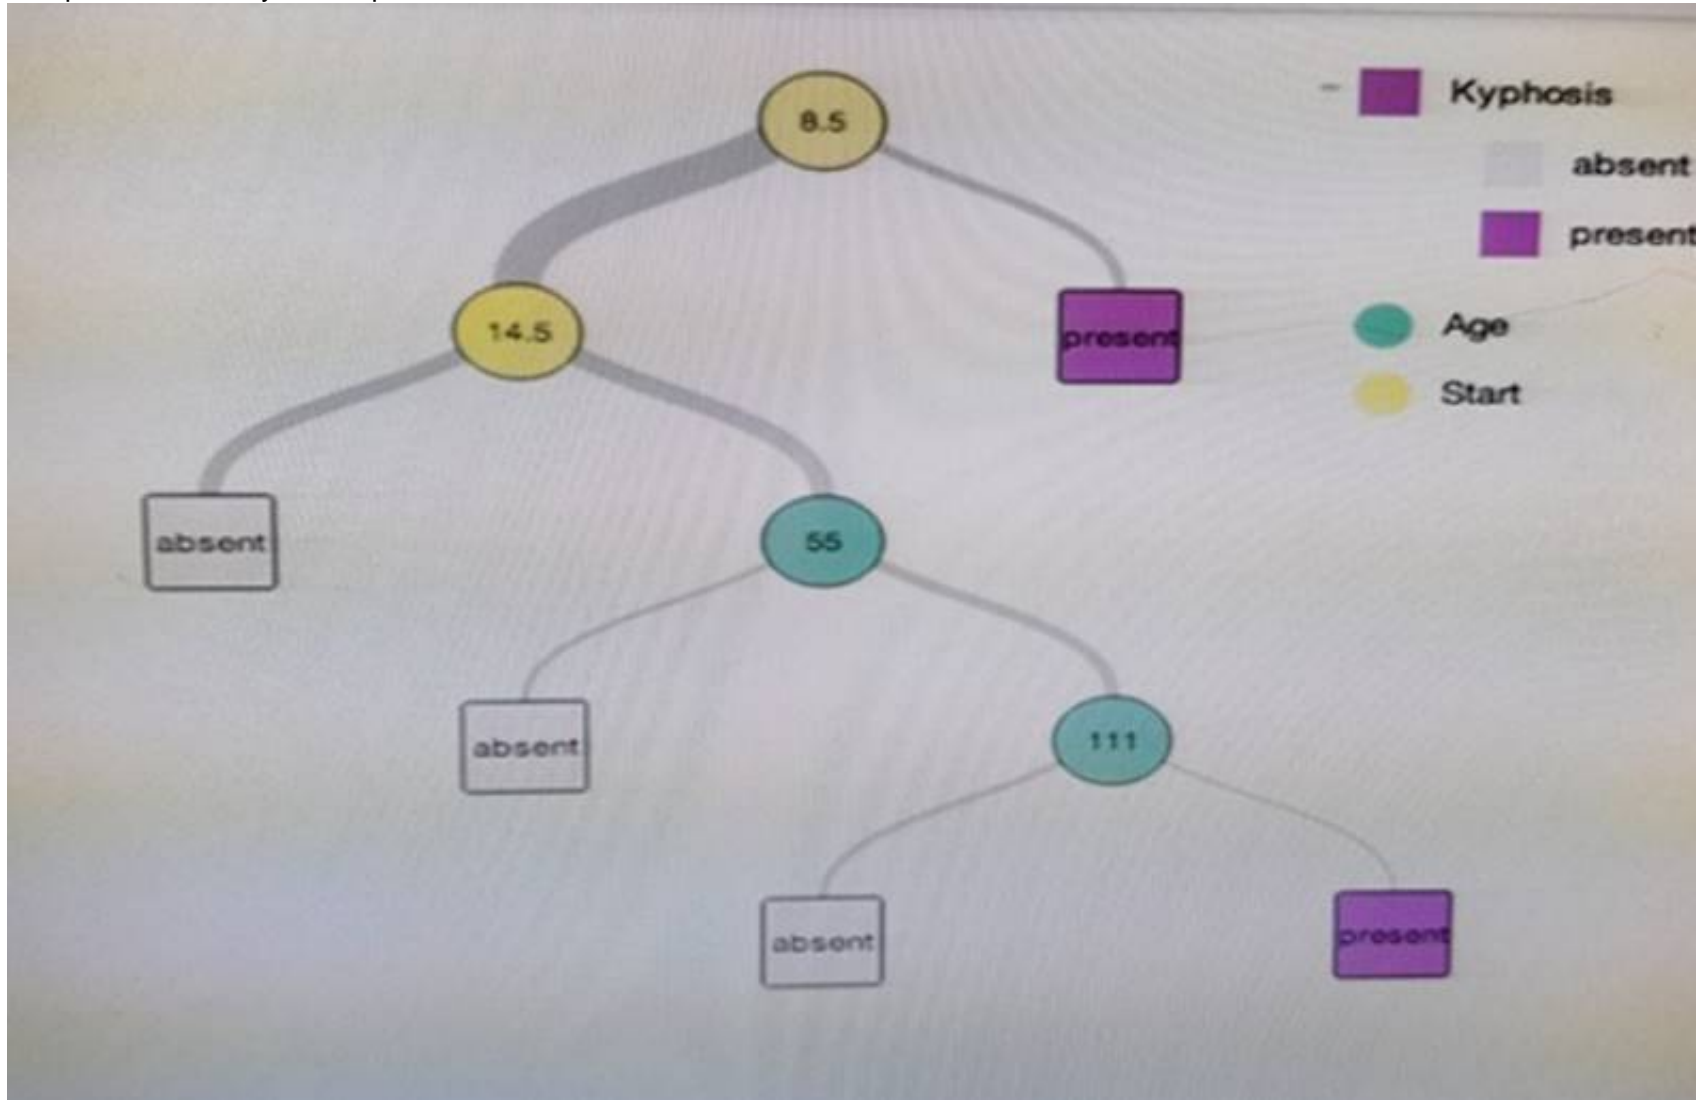 8.5
Kyphosis
absent
present
14.5
present
Age
Start
absent
55
absent
111
absent
present